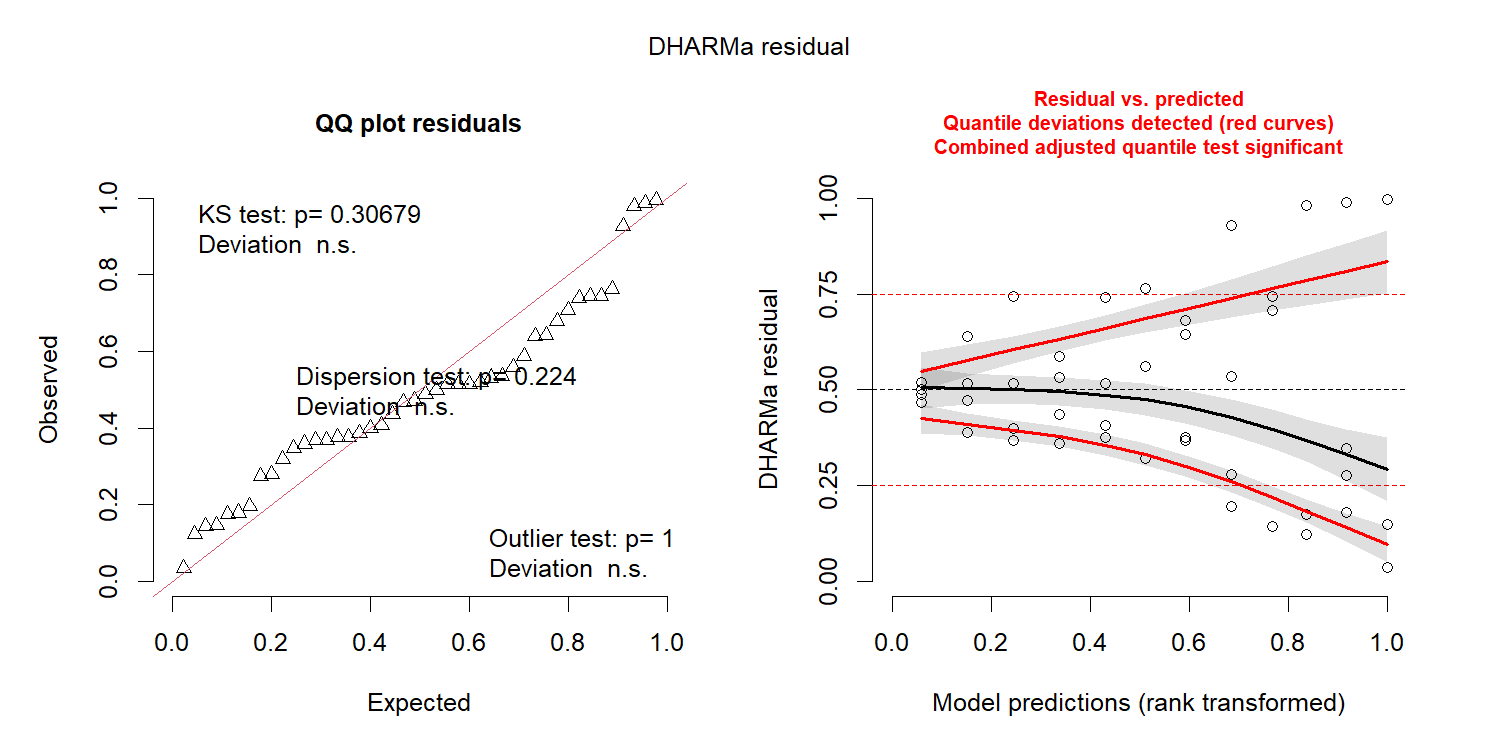 DHARMa residual
QQ plot residuals
KS test: p= 0.30679
Deviation  n.s.
Dispersion test: p= 0.224
Deviation  n.s.
Outlier test: p= 1
Deviation  n.s.
Observed
0.0 0.2 0.4 0.6 0.8 1.0
0.0 0.2 0.4 0.6 0.8 1.0
Expected
Residual vs. predicted
Quantile deviations detected (red curves)
Combined adjusted quantile test significant
DHARMa residual
0.00 0.25 0.50 0.75 1.00
0.0 0.2 0.4 0.6 0.8 1.0
Model predictions (rank transformed)